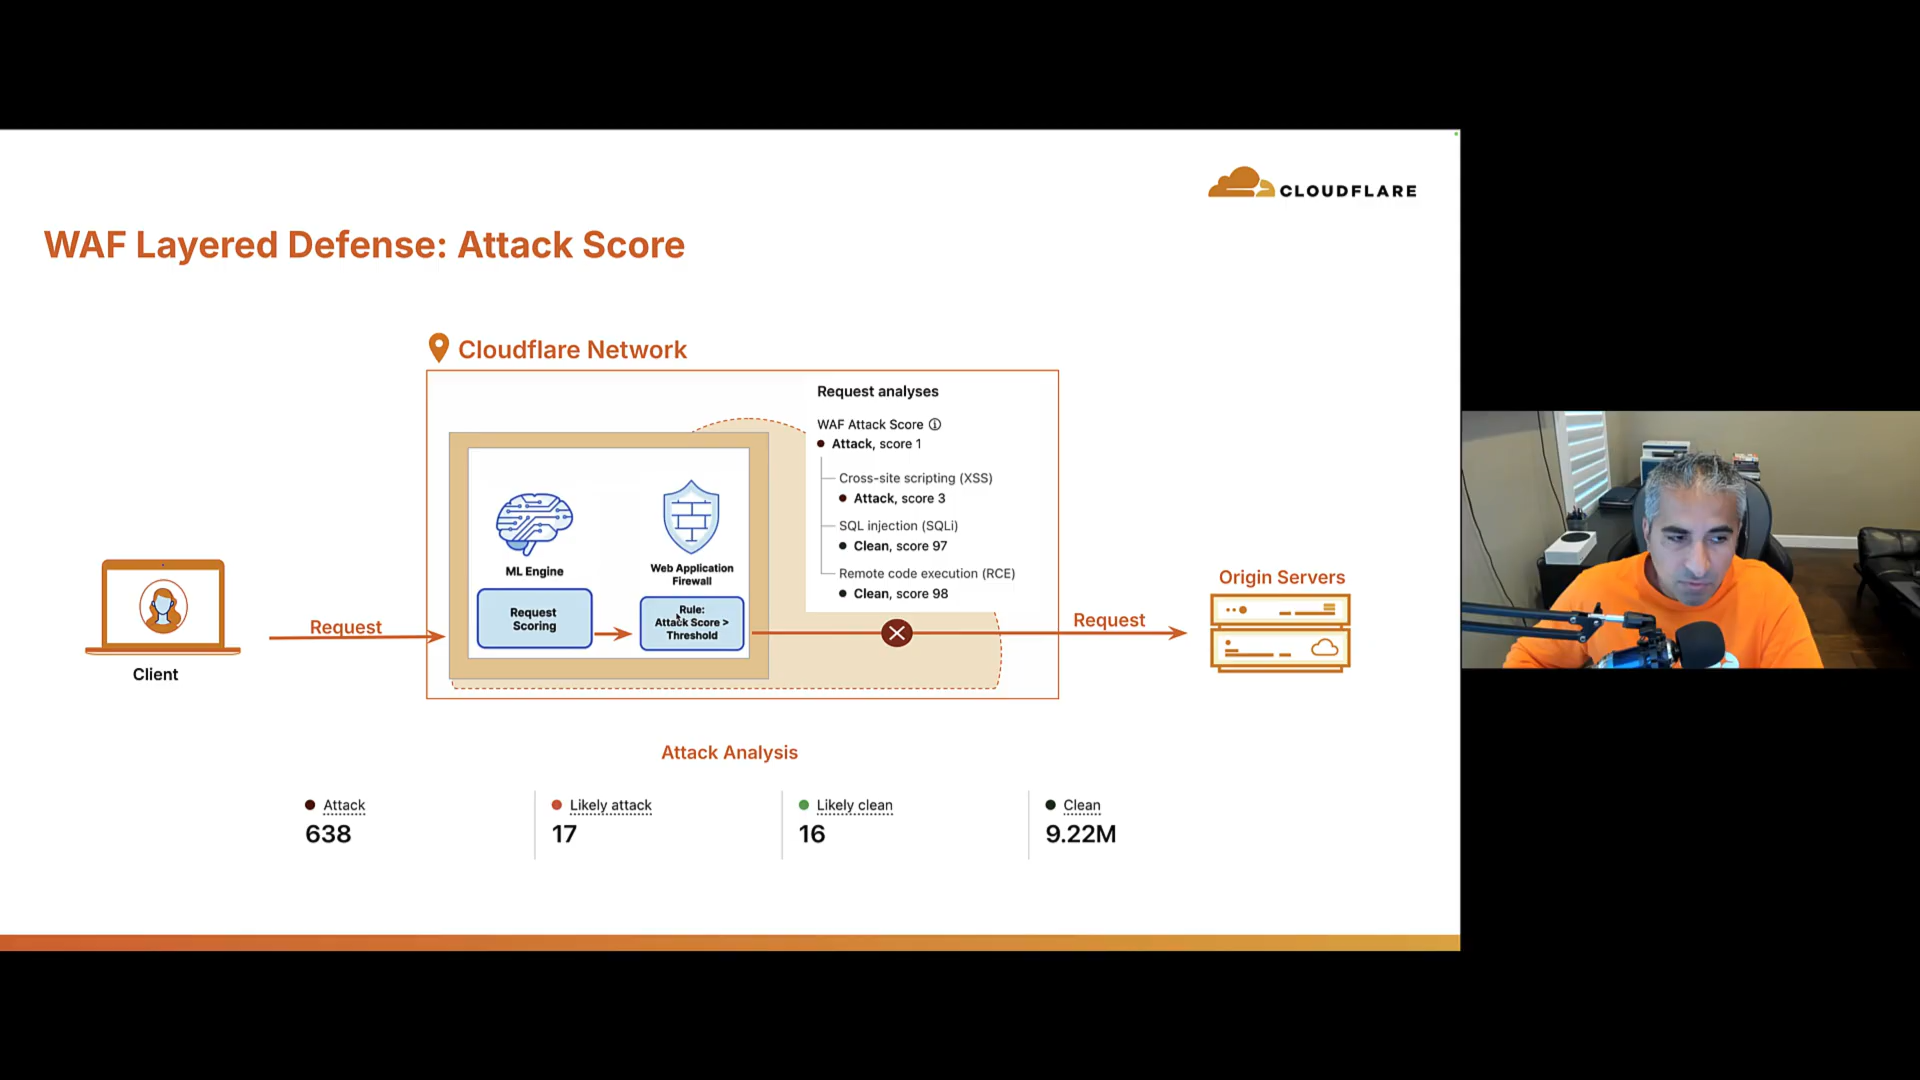 CLOUDFLARE
WAF Layered Defense: Attack Score
Cloudflare Network
Request analyses
WAF Attack Score
Attack, score 1
Cross-site scripting (XSS)
Attack, score 3
SQL injection (SQLi)
Clean, score 97
Remote code execution (RCE)
Clean, score 98
ML Engine
Request
Scoring
Web Application
Firewall
Rule:
Attack Score >
Threshold
Client
Request
Request
Origin Servers
Attack Analysis
Attack
638
Likely attack
17
Likely clean
16
Clean
9.22M